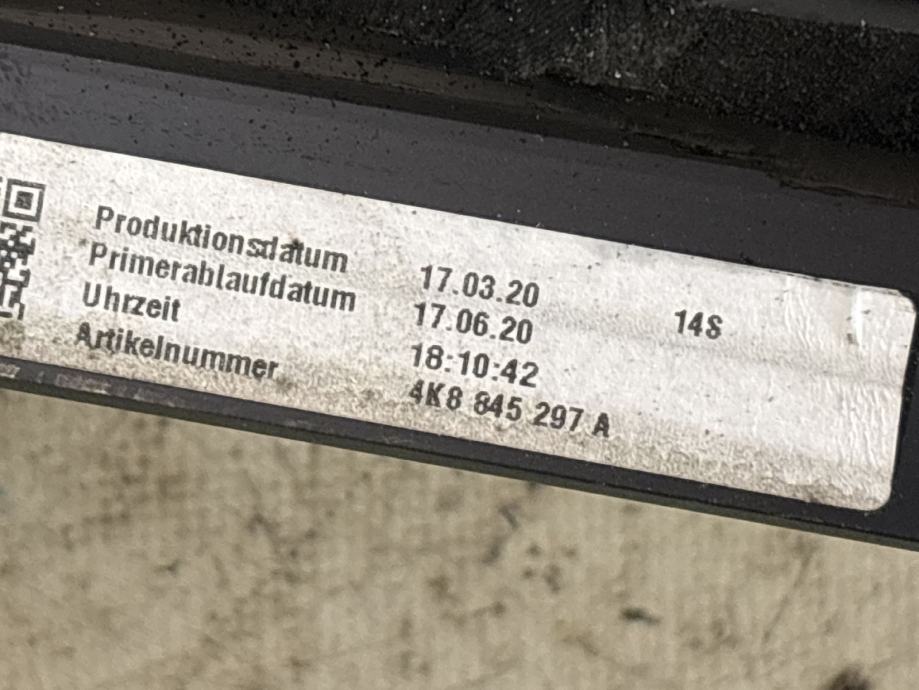 Produktionsdatum 17.03.20
Primerablaufdatum 17.06.20 14S
Uhrzeit 18:10:42
Artikelnummer 4K8 845 297 A